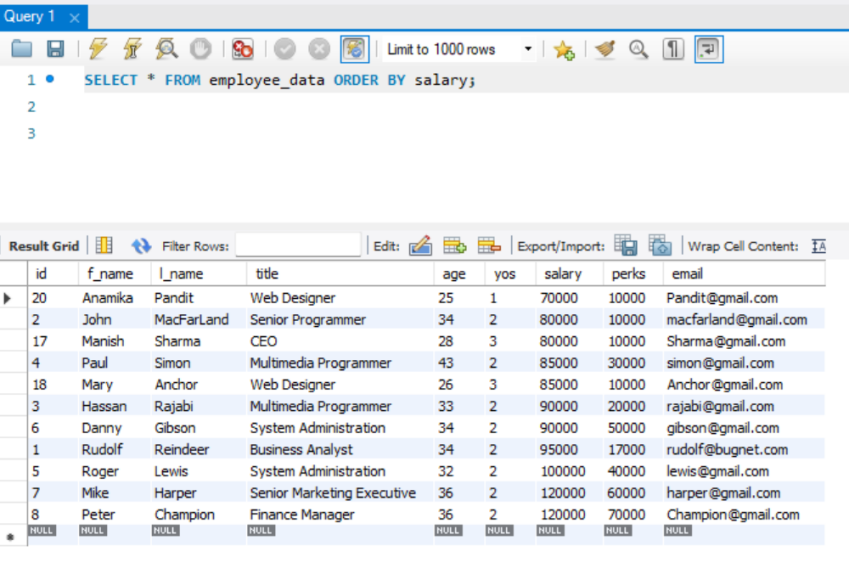 Query 1
Limit to 1000 rows
1 SELECT * FROM employee_data ORDER BY salary;
2
3
Result Grid Filter Rows: Edit: Export/Import: Wrap Cell Content: IA
id f_name l_name title age yos salary perks email
20 Anamika Pandit Web Designer 25 1 70000 10000 Pandit@gmail.com
2 John MacFarLand Senior Programmer 34 2 80000 10000 macfarland@gmail.com
17 Manish Sharma CEO 28 3 80000 10000 Sharma@gmail.com
4 Paul Simon Multimedia Programmer 43 2 85000 30000 simon@gmail.com
18 Mary Anchor Web Designer 26 3 85000 10000 Anchor@gmail.com
3 Hassan Rajabi Multimedia Programmer 33 2 90000 20000 rajabi@gmail.com
6 Danny Gibson System Administration 34 2 90000 50000 gibson@gmail.com
1 Rudolf Reindeer Business Analyst 34 2 95000 17000 rudolf@bugnet.com
5 Roger Lewis System Administration 32 2 100000 40000 lewis@gmail.com
7 Mike Harper Senior Marketing Executive 36 2 120000 60000 harper@gmail.com
8 Peter Champion Finance Manager 36 2 120000 70000 Champion@gmail.com
NULL NULL NULL NULL NULL NULL NULL NULL NULL